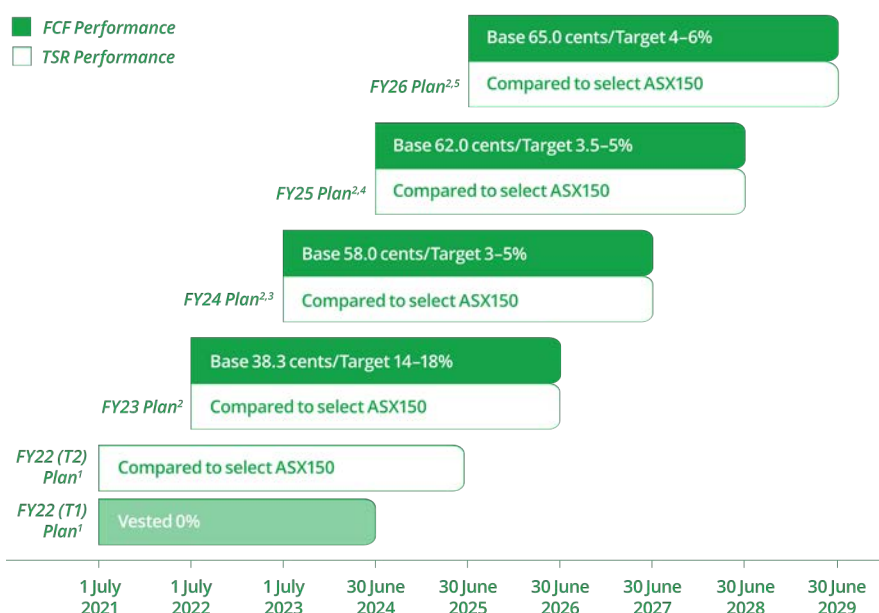 FCF Performance
TSR Performance
Base 65.0 cents/Target 4–6%
FY26 Plan2,5
Compared to select ASX150
Base 62.0 cents/Target 3.5–5%
FY25 Plan2,4
Compared to select ASX150
Base 58.0 cents/Target 3–5%
FY24 Plan2,3
Compared to select ASX150
Base 38.3 cents/Target 14–18%
FY23 Plan2
Compared to select ASX150
FY22 (T2)
Plan1
Compared to select ASX150
FY22 (T1)
Plan1
Vested 0%
1 July 1 July 1 July 30 June 30 June 30 June 30 June 30 June 30 June
2021 2022 2023 2024 2025 2026 2027 2028 2029